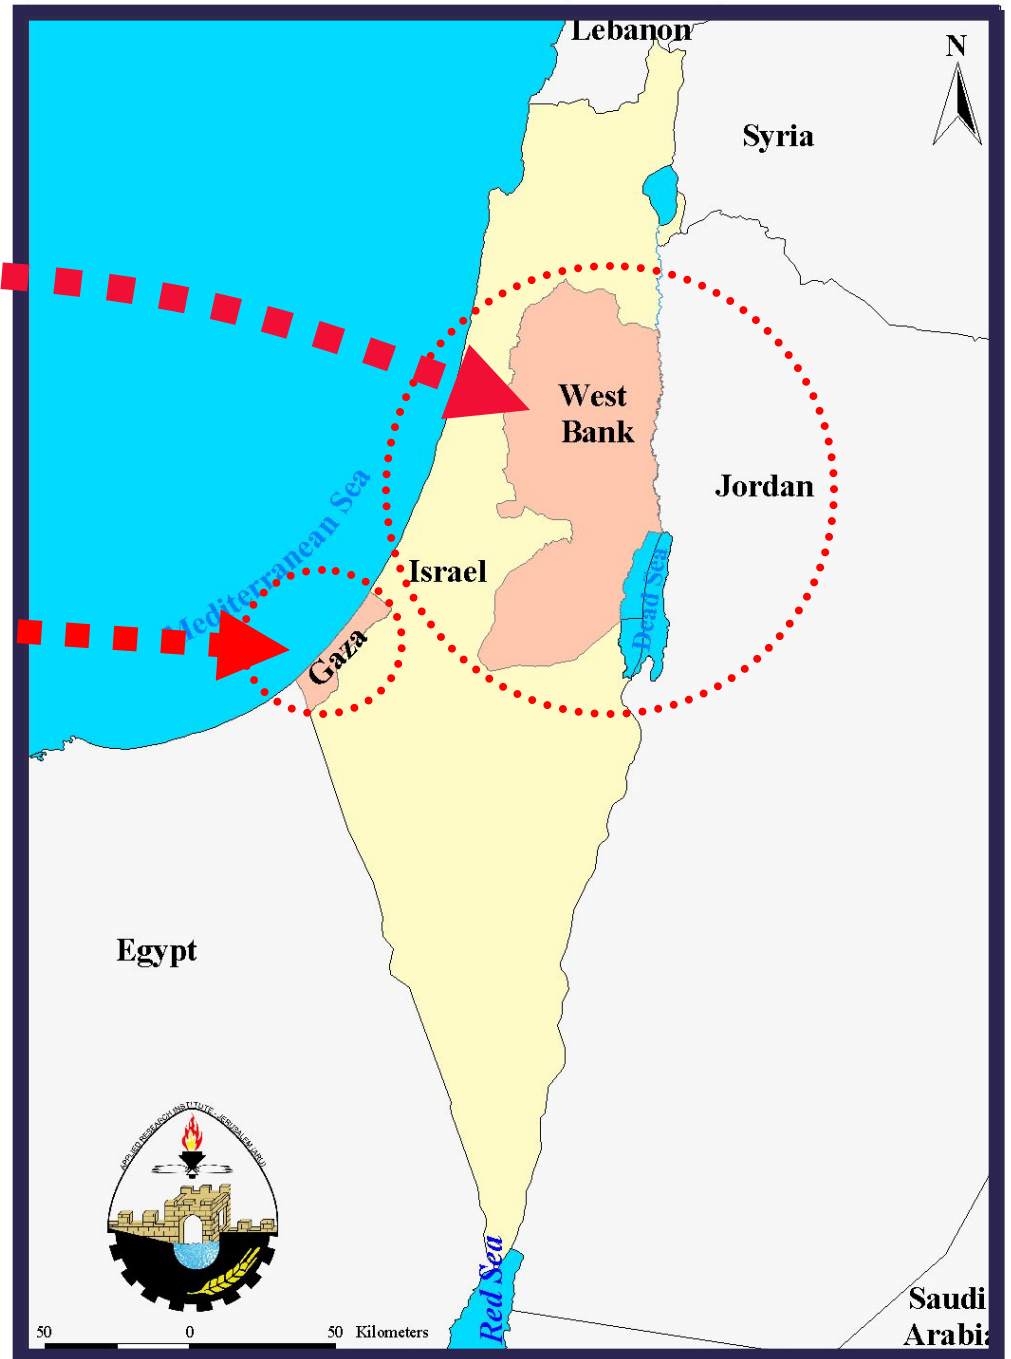 Lebanon
N
Syria
West
Bank
Jordan
Mediterranean Sea
Israel
Dead Sea
Gaza
Egypt
APPLIED RESEARCH INSTITUTE - JERUSALEM (ARIJ)
Red Sea
Saudi
Arabia
50 0 50 Kilometers